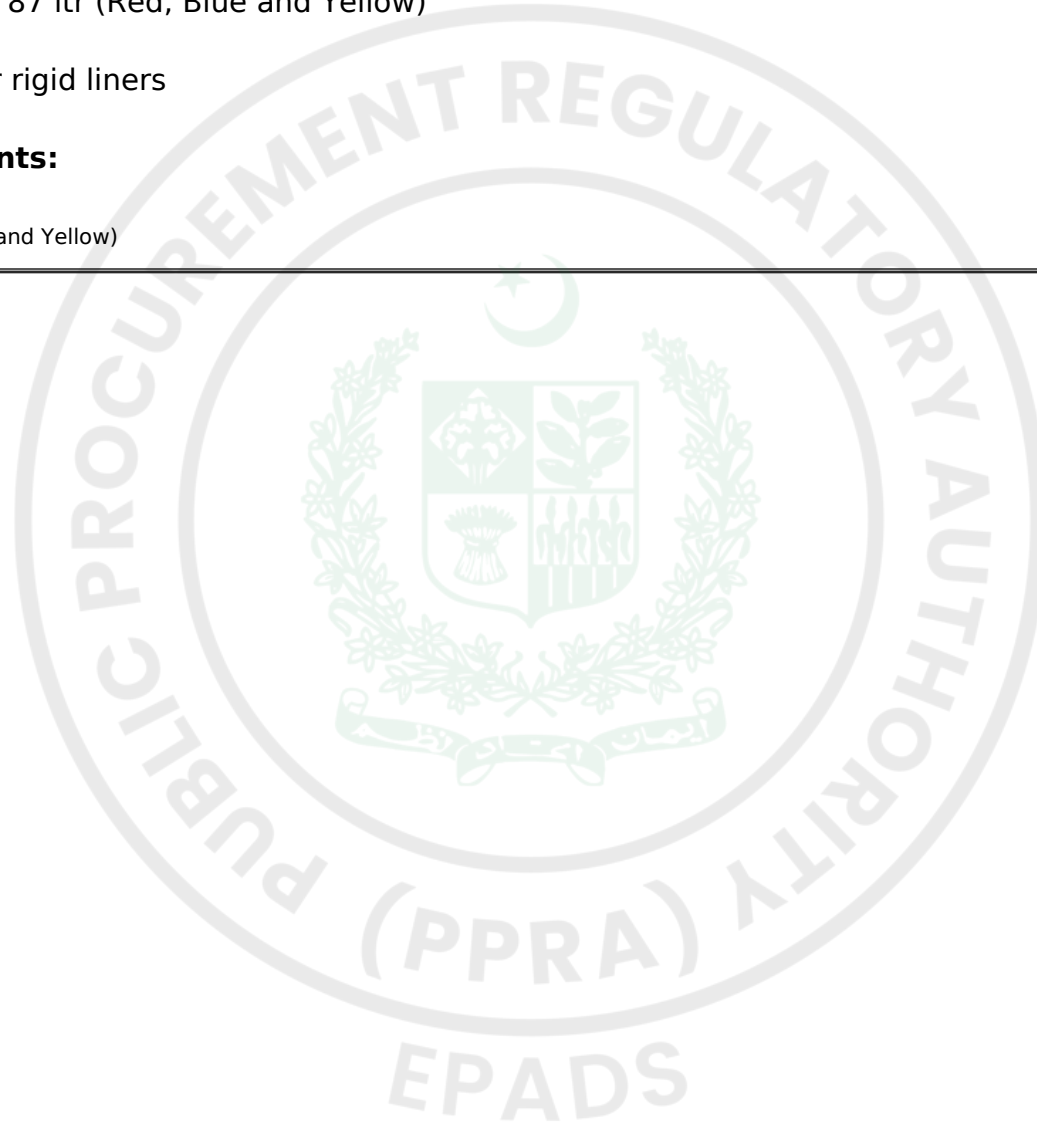 87 ltr (Red, Blue and Yellow)
rigid liners
nts:
and Yellow)
PUBLIC PROCUREMENT REGULATORY AUTHORITY
(PPRA)
EPADS